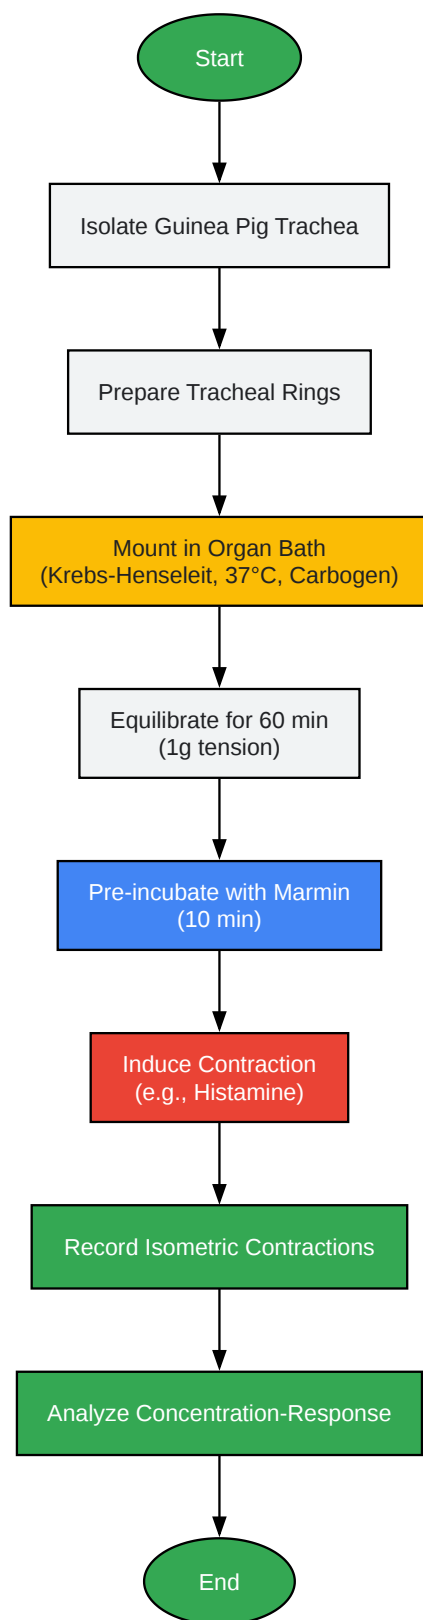 Start
Isolate Guinea Pig Trachea
Prepare Tracheal Rings
Mount in Organ Bath
(Krebs-Henseleit, 37°C, Carbogen)
Equilibrate for 60 min
(1g tension)
Pre-incubate with Marmin
(10 min)
Induce Contraction
(e.g., Histamine)
Record Isometric Contractions
Analyze Concentration-Response
End